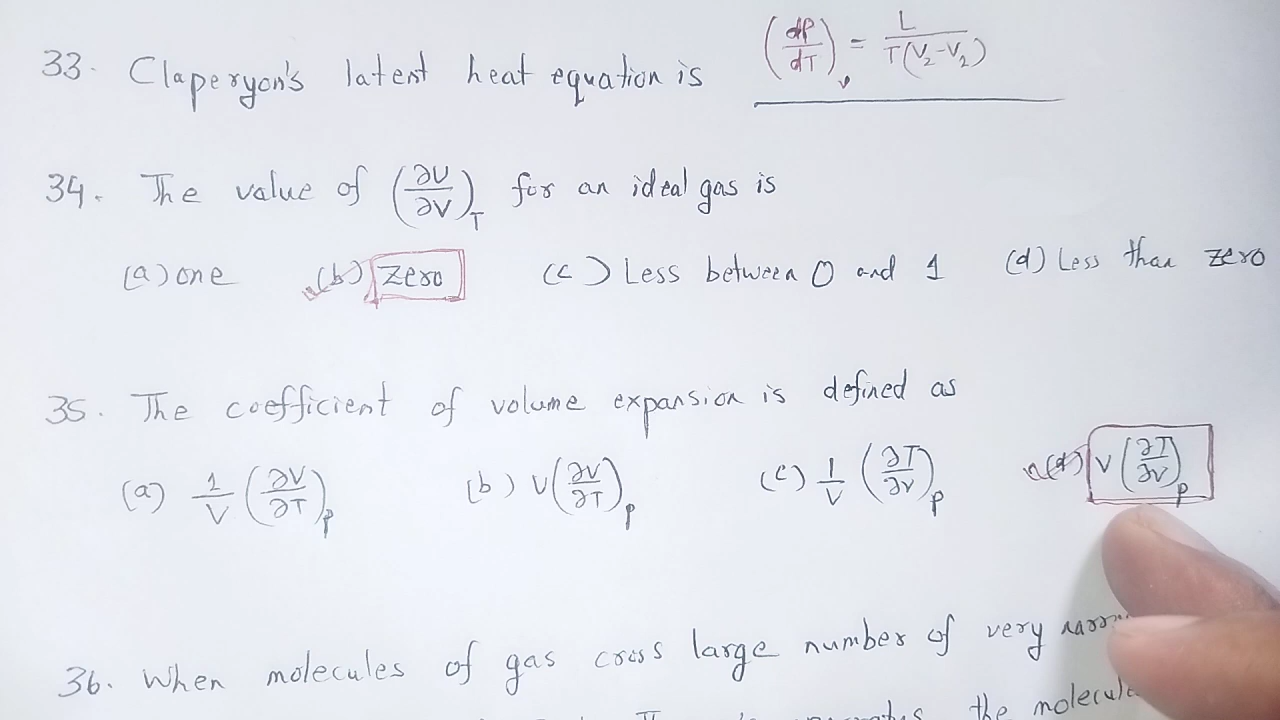 33. Claperyon's latent heat equation is (dP/dT)v = L/T(V2-V2)
34. The value of (∂U/∂V)T for an ideal gas is
(a) one (b) Zero (c) Less between 0 and 1 (d) Less than zero
35. The coefficient of volume expansion is defined as
(a) 1/V (∂V/∂T)p (b) V(∂V/∂T)p (c) 1/V (∂T/∂V)p (d) V(∂T/∂V)p
36. When molecules of gas cross large number of very
the